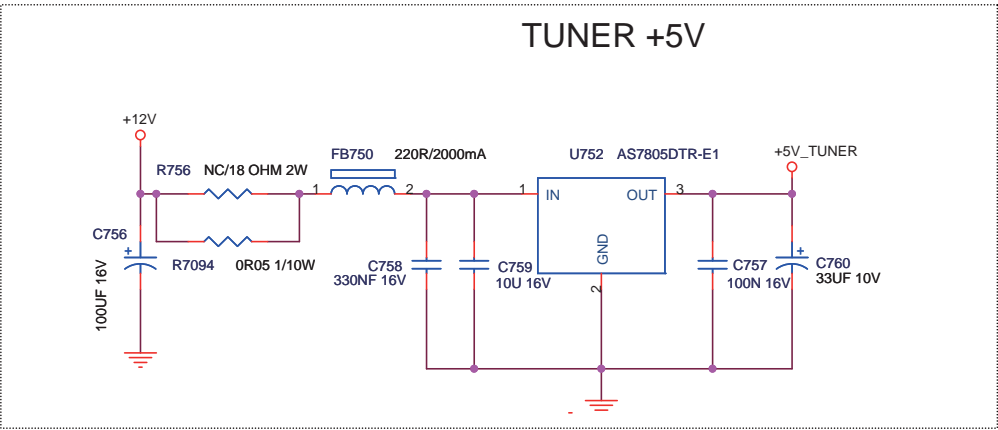 TUNER +5V
+12V
R756 NC/18 OHM 2W
FB750 220R/2000mA
U752 AS7805DTR-E1
+5V_TUNER
1 2
1 IN OUT 3
GND
2
C756
100UF 16V
R7094 0R05 1/10W
C758
330NF 16V
C759
10U 16V
C757
100N 16V
C760
33UF 10V
+
+